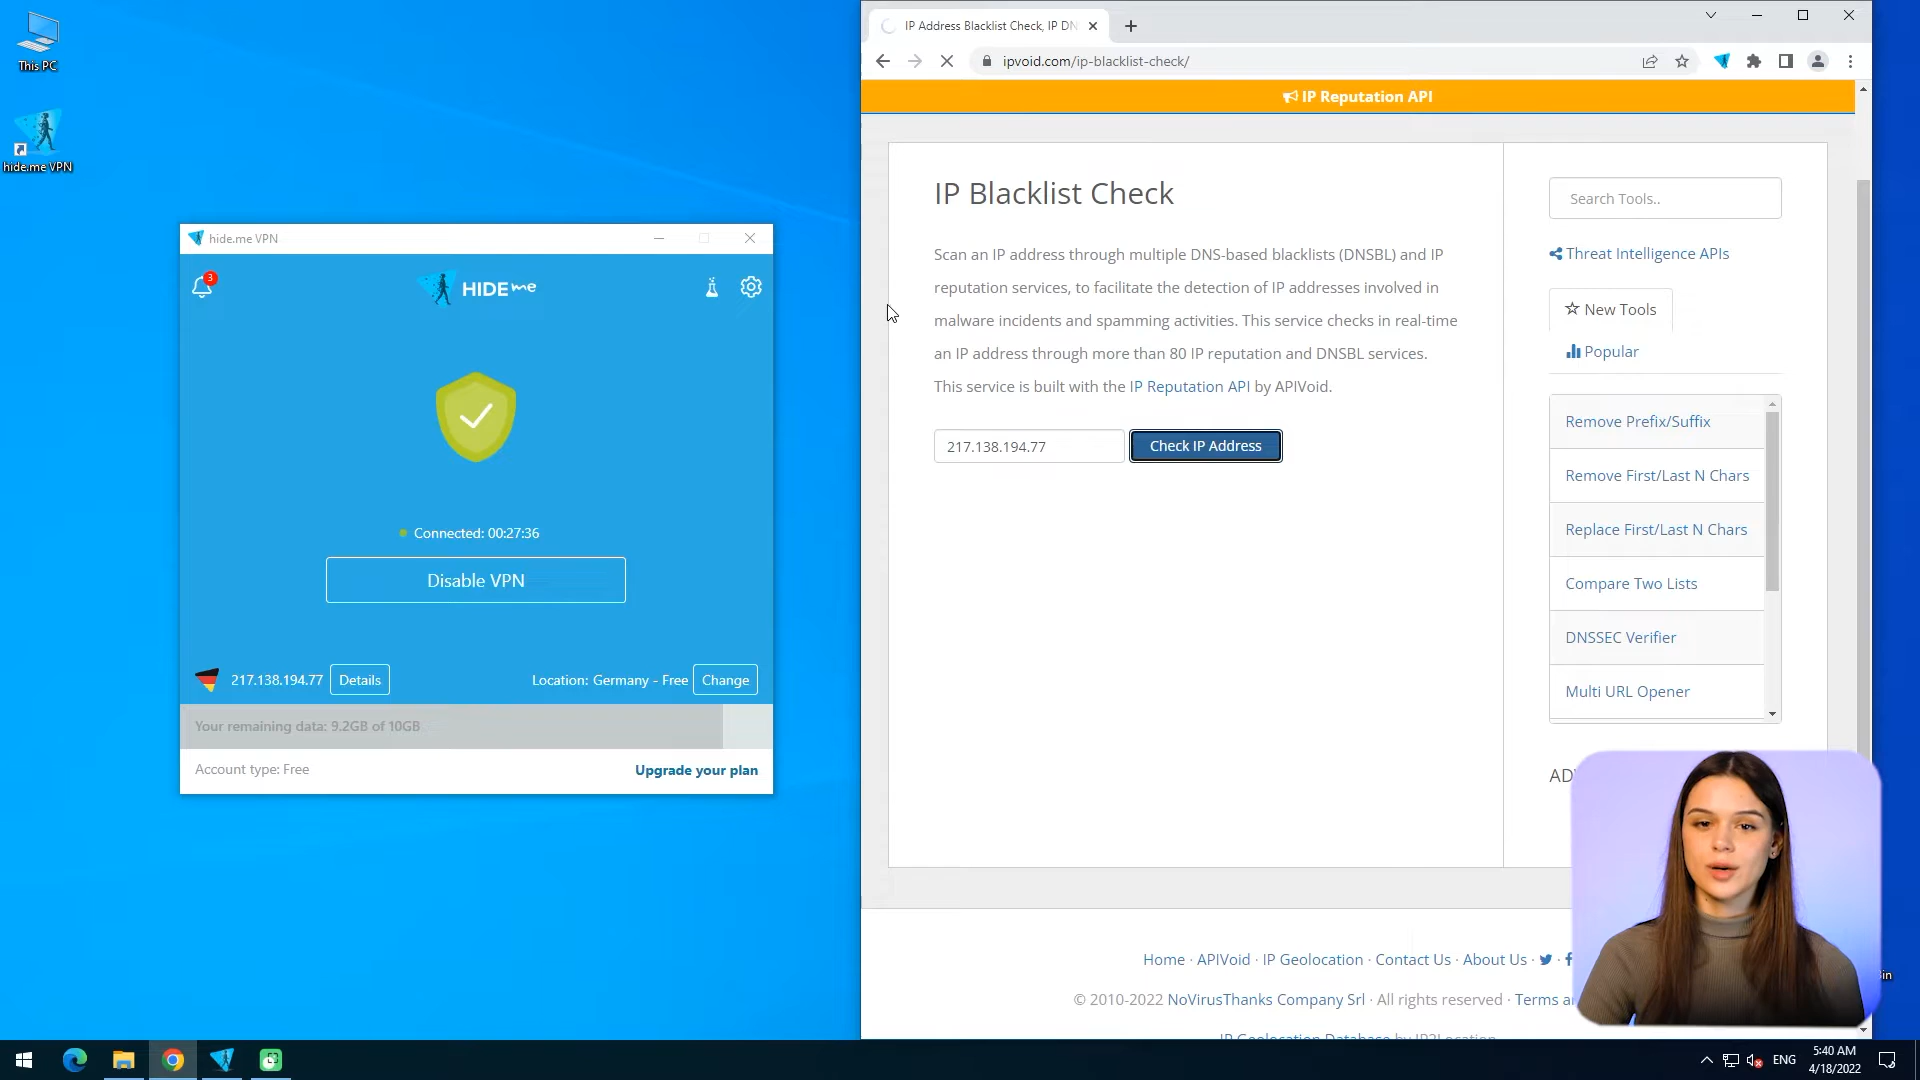 This PC
hide.me VPN
hide.me VPN
3
HIDE me
Connected: 00:27:36
Disable VPN
217.138.194.77
Details
Location: Germany - Free
Change
Your remaining data: 9.2GB of 10GB
Account type: Free
Upgrade your plan
IP Address Blacklist Check, IP DN
ipvoid.com/ip-blacklist-check/
IP Reputation API
IP Blacklist Check
Scan an IP address through multiple DNS-based blacklists (DNSBL) and IP
reputation services, to facilitate the detection of IP addresses involved in
malware incidents and spamming activities. This service checks in real-time
an IP address through more than 80 IP reputation and DNSBL services.
This service is built with the IP Reputation API by APIVoid.
217.138.194.77
Check IP Address
Search Tools..
Threat Intelligence APIs
New Tools
Popular
Remove Prefix/Suffix
Remove First/Last N Chars
Replace First/Last N Chars
Compare Two Lists
DNSSEC Verifier
Multi URL Opener
Home · APIVoid · IP Geolocation · Contact Us · About Us ·
© 2010-2022 NoVirusThanks Company Srl · All rights reserved · Terms
IP Geolocation Database by IP2Location
ENG
5:40 AM
4/18/2022